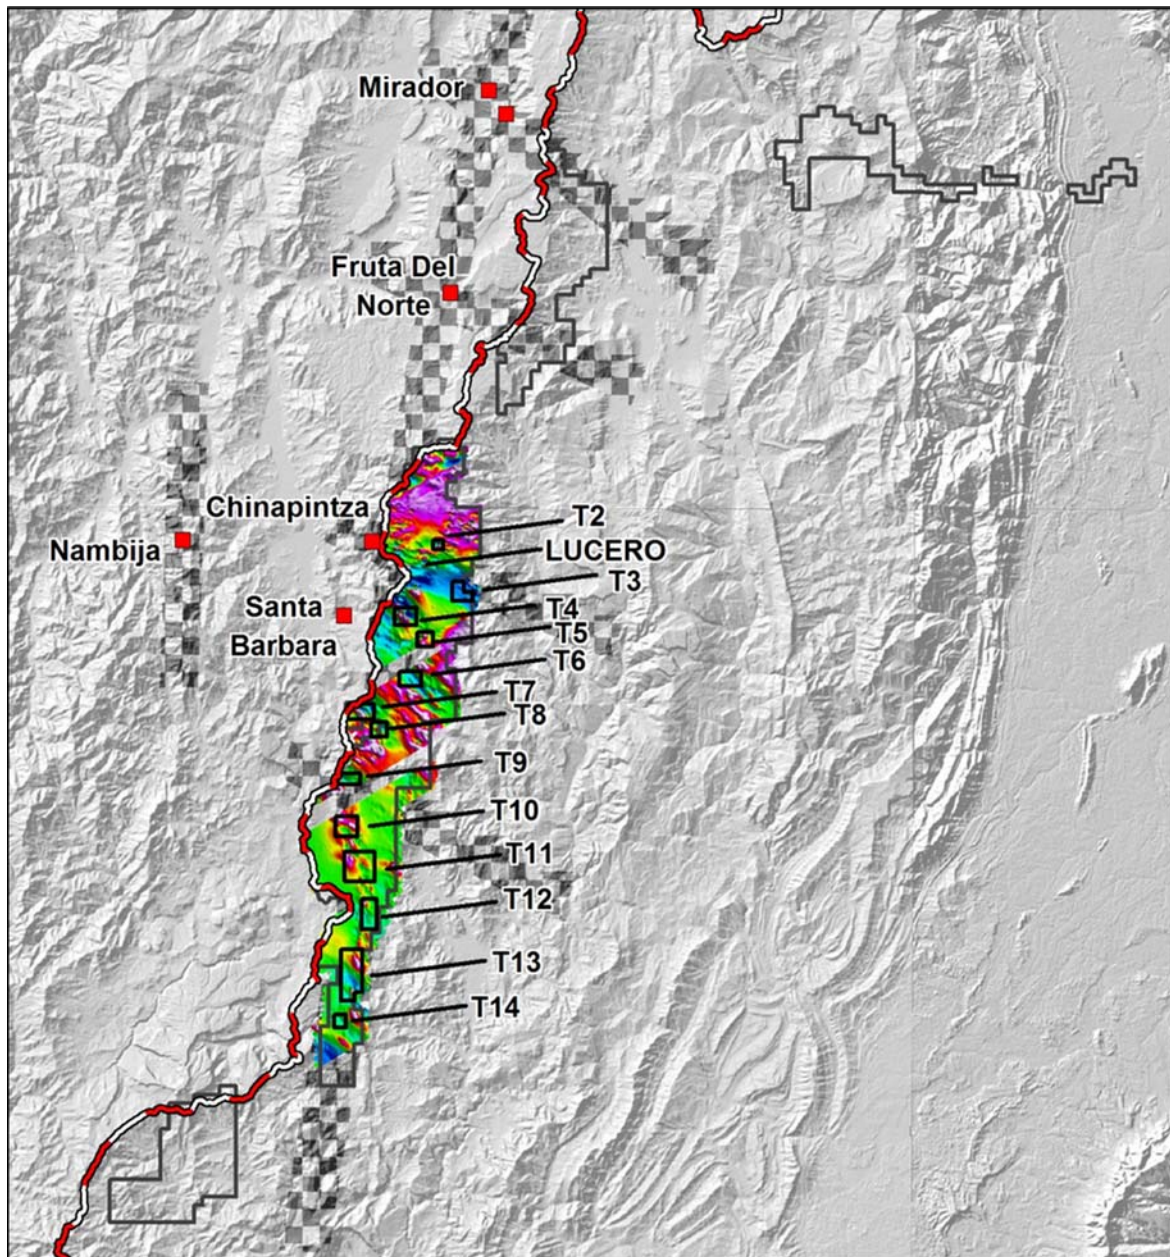 Mirador
Fruta Del
Norte
Chinapintza
T2
Nambija
LUCERO
T3
Santa
Barbara
T4
T5
T6
T7
T8
T9
T10
T11
T12
T13
T14